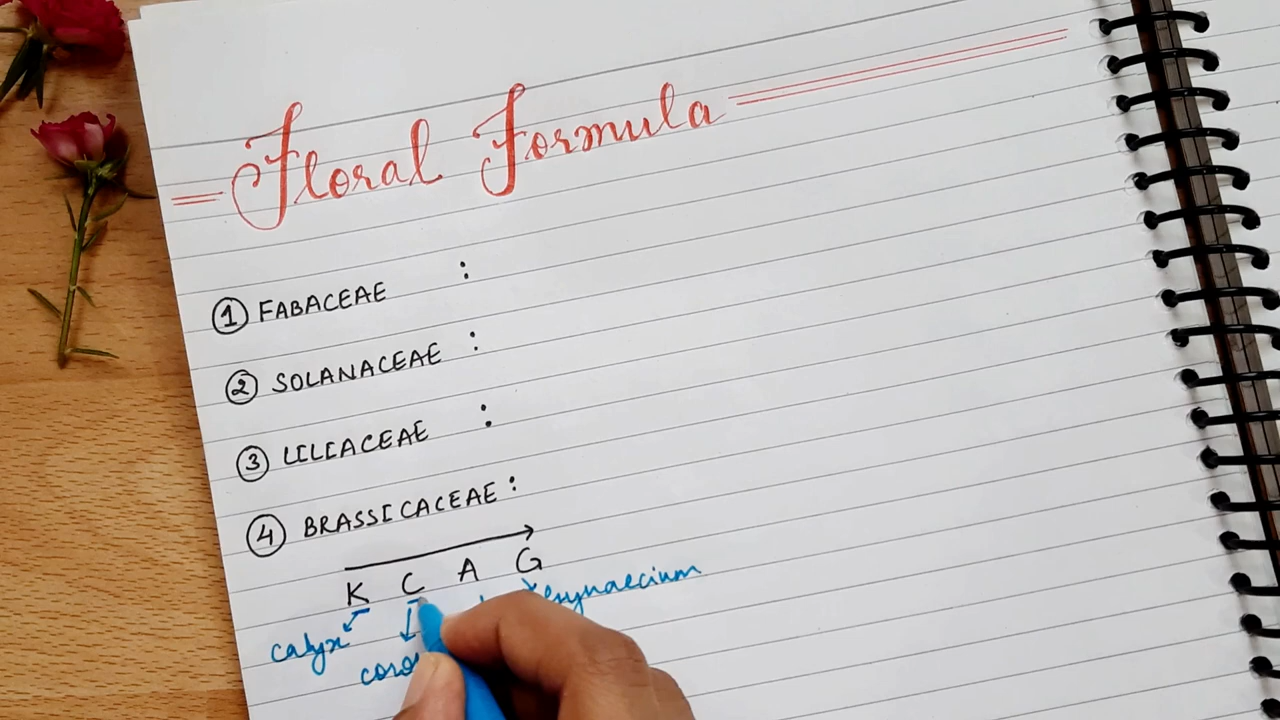 Floral Formula
① FABACEAE :
② SOLANACEAE :
③ LILIACEAE :
④ BRASSICACEAE :
K C A G
calyx gynaecium